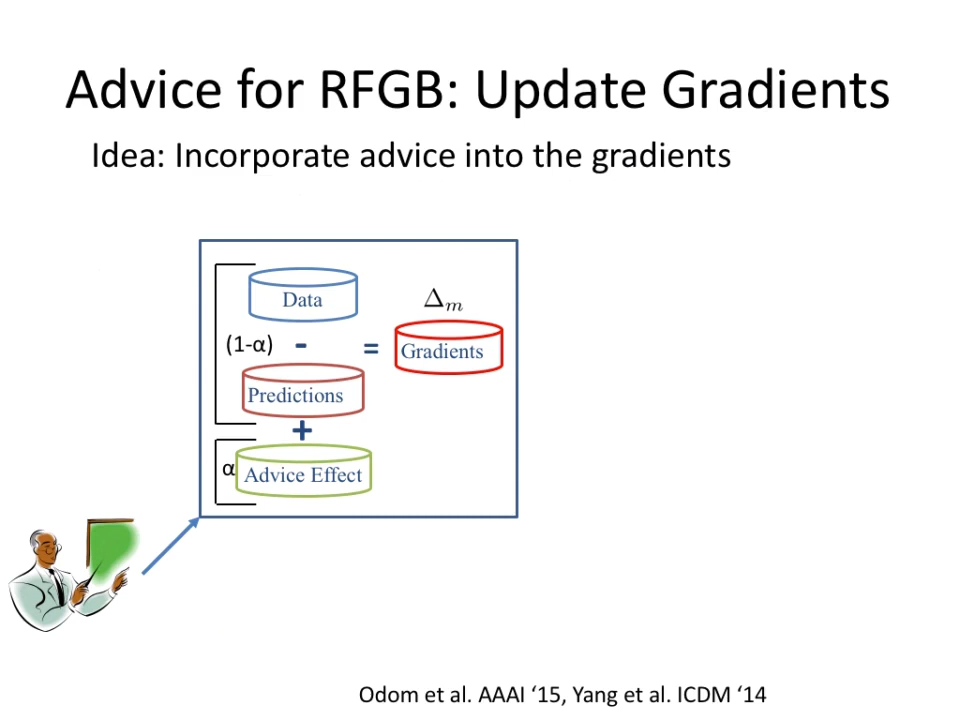 Advice for RFGB: Update Gradients
Idea: Incorporate advice into the gradients
Data
Δm
(1-α) - = Gradients
Predictions
+
α Advice Effect
Odom et al. AAAI ‘15, Yang et al. ICDM ‘14